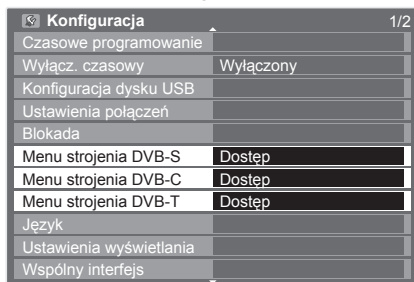 Konfiguracja 1/2
Czasowe programowanie
Wyłącz. czasowy Wyłączony
Konfiguracja dysku USB
Ustawienia połączeń
Blokada
Menu strojenia DVB-S Dostęp
Menu strojenia DVB-C Dostęp
Menu strojenia DVB-T Dostęp
Język
Ustawienia wyświetlania
Wspólny interfejs